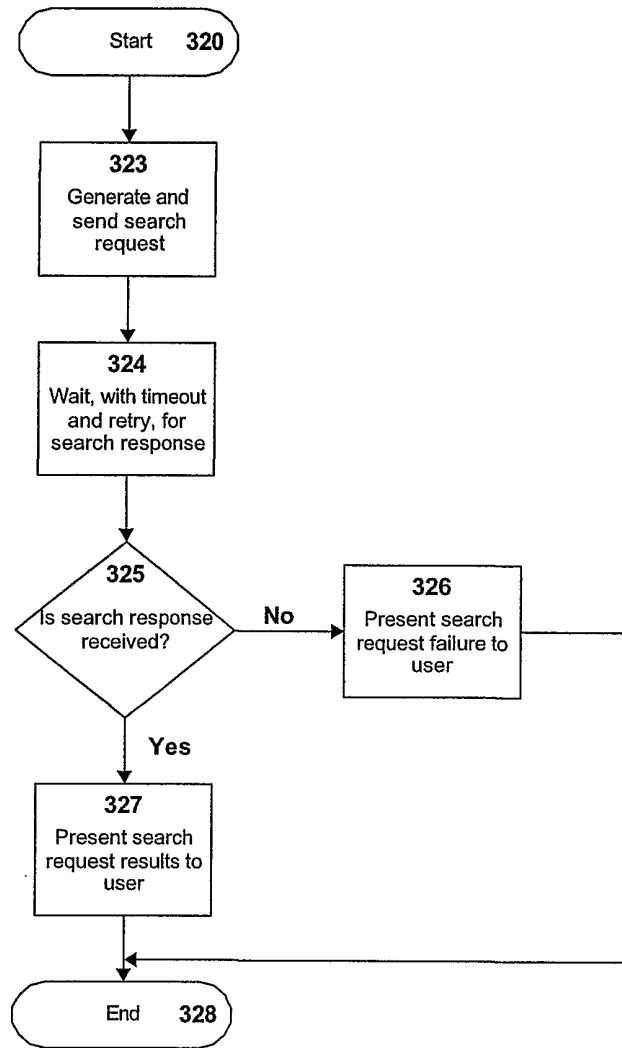 Start 320
323
Generate and
send search
request
324
Wait, with timeout
and retry, for
search response
325
Is search response
received?
No
326
Present search
request failure to
user
Yes
327
Present search
request results to
user
End 328